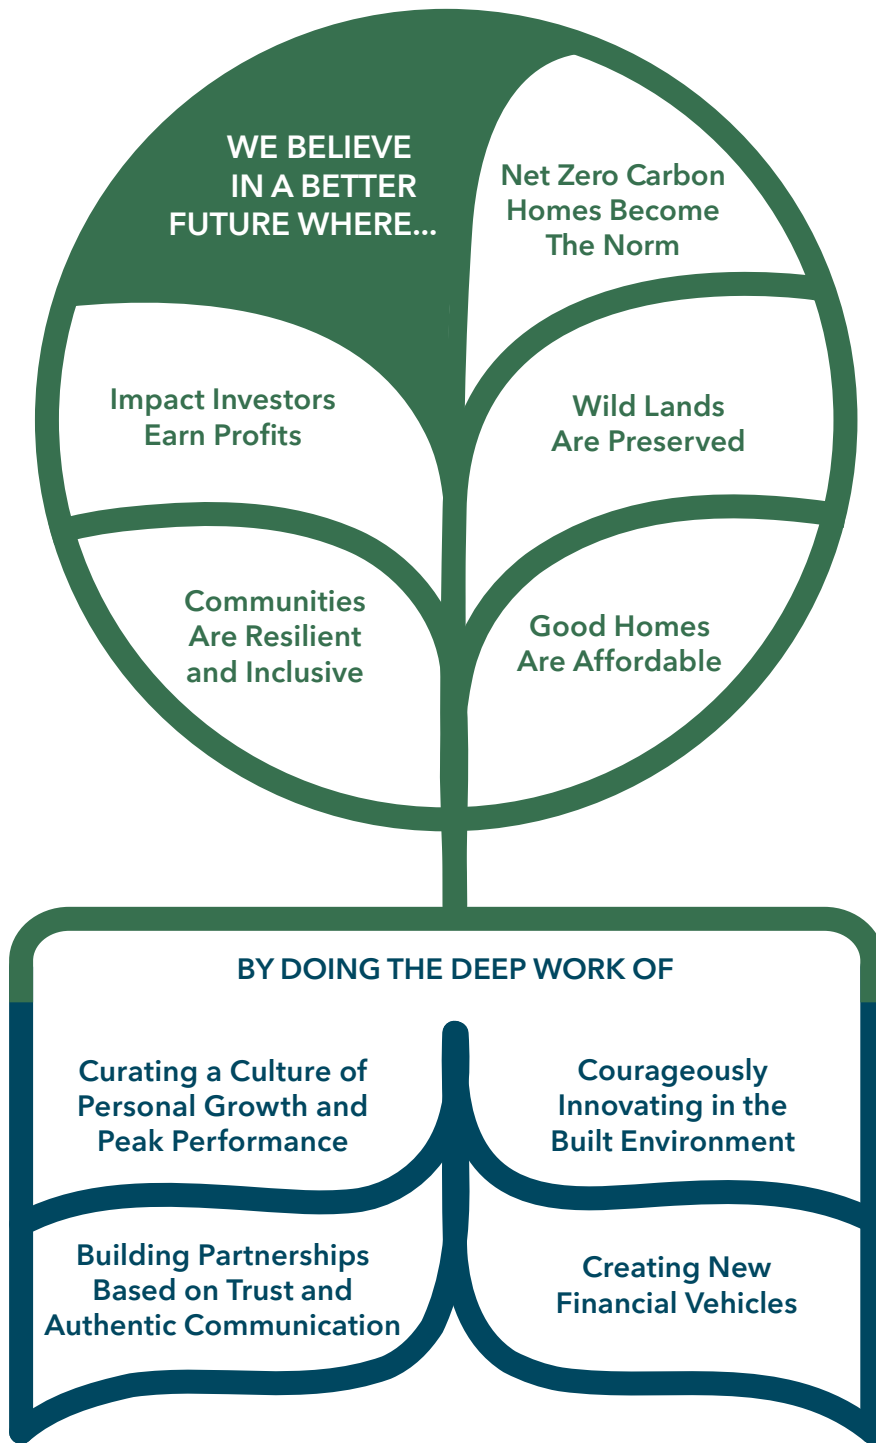 WE BELIEVE
IN A BETTER
FUTURE WHERE...
Net Zero Carbon
Homes Become
The Norm
Impact Investors
Earn Profits
Wild Lands
Are Preserved
Communities
Are Resilient
and Inclusive
Good Homes
Are Affordable
BY DOING THE DEEP WORK OF
Curating a Culture of
Personal Growth and
Peak Performance
Courageously
Innovating in the
Built Environment
Building Partnerships
Based on Trust and
Authentic Communication
Creating New
Financial Vehicles